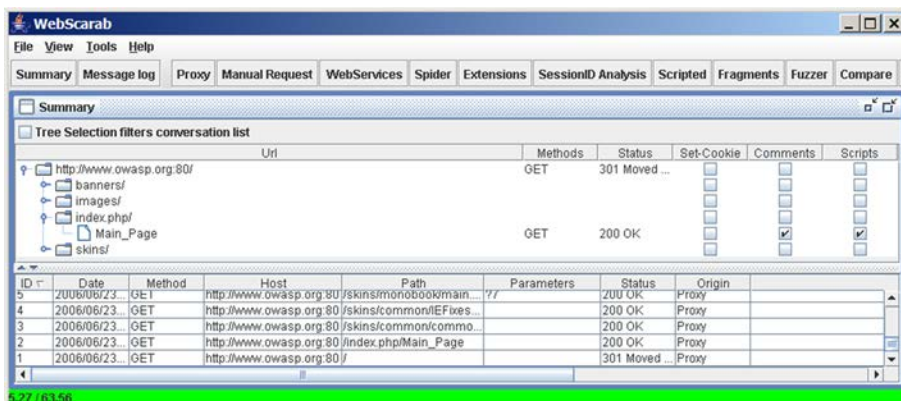 WebScarab
File View Tools Help
Summary Message log Proxy Manual Request WebServices Spider Extensions SessionID Analysis Scripted Fragments Fuzzer Compare
Summary
Tree Selection filters conversation list
Url Methods Status Set-Cookie Comments Scripts
http://www.owasp.org:80/ GET 301 Moved ...
banners/
images/
index.php/
Main_Page GET 200 OK
skins/
ID Date Method Host Path Parameters Status Origin
5 2006/06/23... GET http://www.owasp.org:80 /skins/monobook/main.... ?7 200 OK Proxy
4 2006/06/23... GET http://www.owasp.org:80 /skins/common/IEFixes... 200 OK Proxy
3 2006/06/23... GET http://www.owasp.org:80 /skins/common/commo... 200 OK Proxy
2 2006/06/23... GET http://www.owasp.org:80 /index.php/Main_Page 200 OK Proxy
1 2006/06/23... GET http://www.owasp.org:80 / 301 Moved ... Proxy
5.27 / 63.56